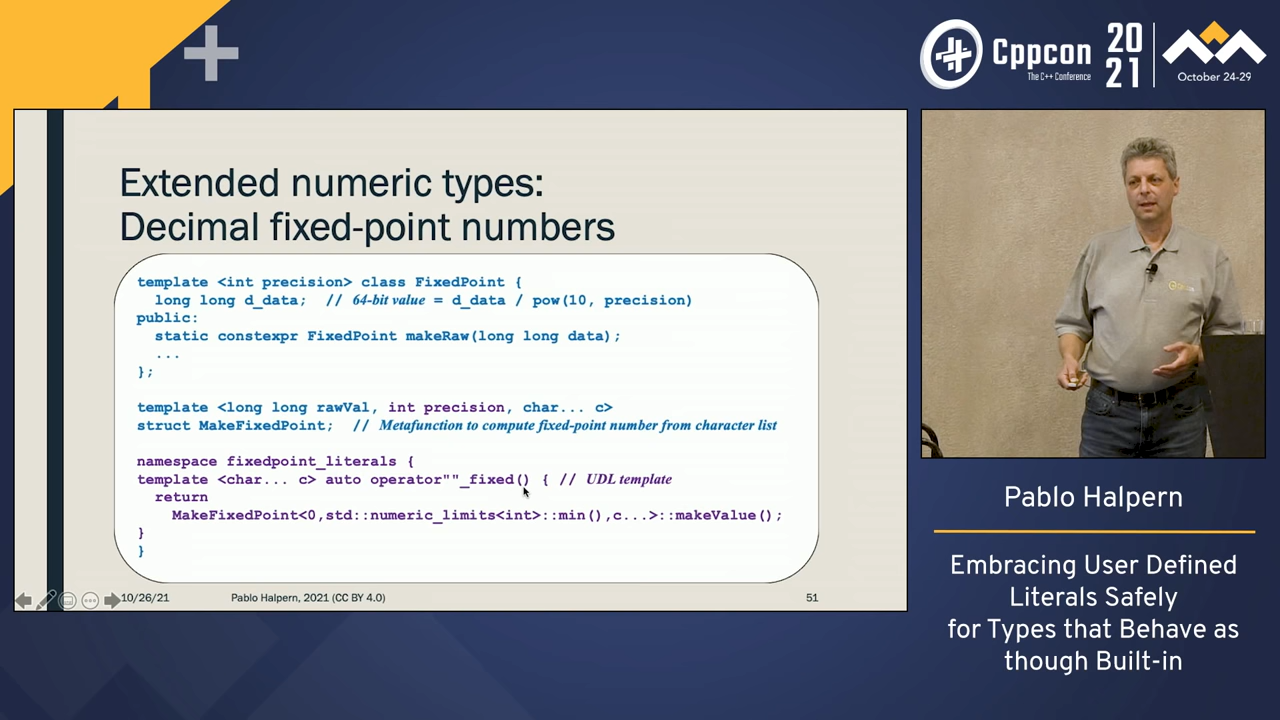 Cppcon
The C++ Conference
20
21
October 24-29
Extended numeric types:
Decimal fixed-point numbers
template <int precision> class FixedPoint {
long long d_data; // 64-bit value = d_data / pow(10, precision)
public:
static constexpr FixedPoint makeRaw(long long data);
...
};
template <long long rawVal, int precision, char... c>
struct MakeFixedPoint; // Metafunction to compute fixed-point number from character list
namespace fixedpoint_literals {
template <char... c> auto operator""_fixed() { // UDL template
return
MakeFixedPoint<0,std::numeric_limits<int>::min(),c...>::makeValue();
}
}
10/26/21
Pablo Halpern, 2021 (CC BY 4.0)
51
Pablo Halpern
Embracing User Defined
Literals Safely
for Types that Behave as
though Built-in